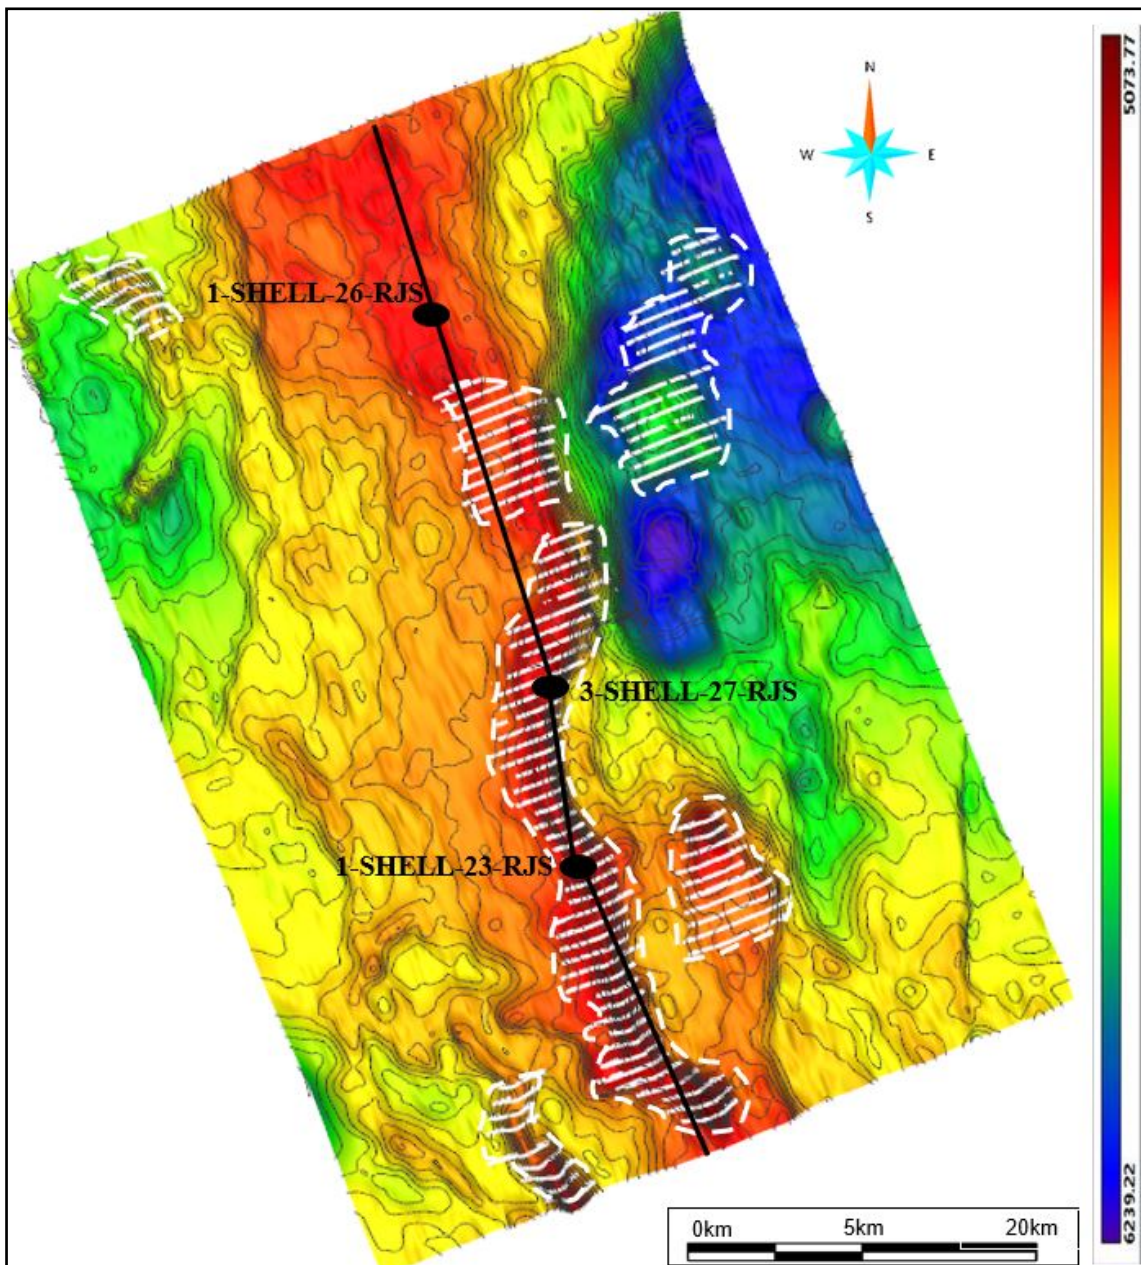 5073.77
N
W
E
S
1-SHELL-26-RJS
3-SHELL-27-RJS
1-SHELL-23-RJS
6239.22
0km 5km 20km